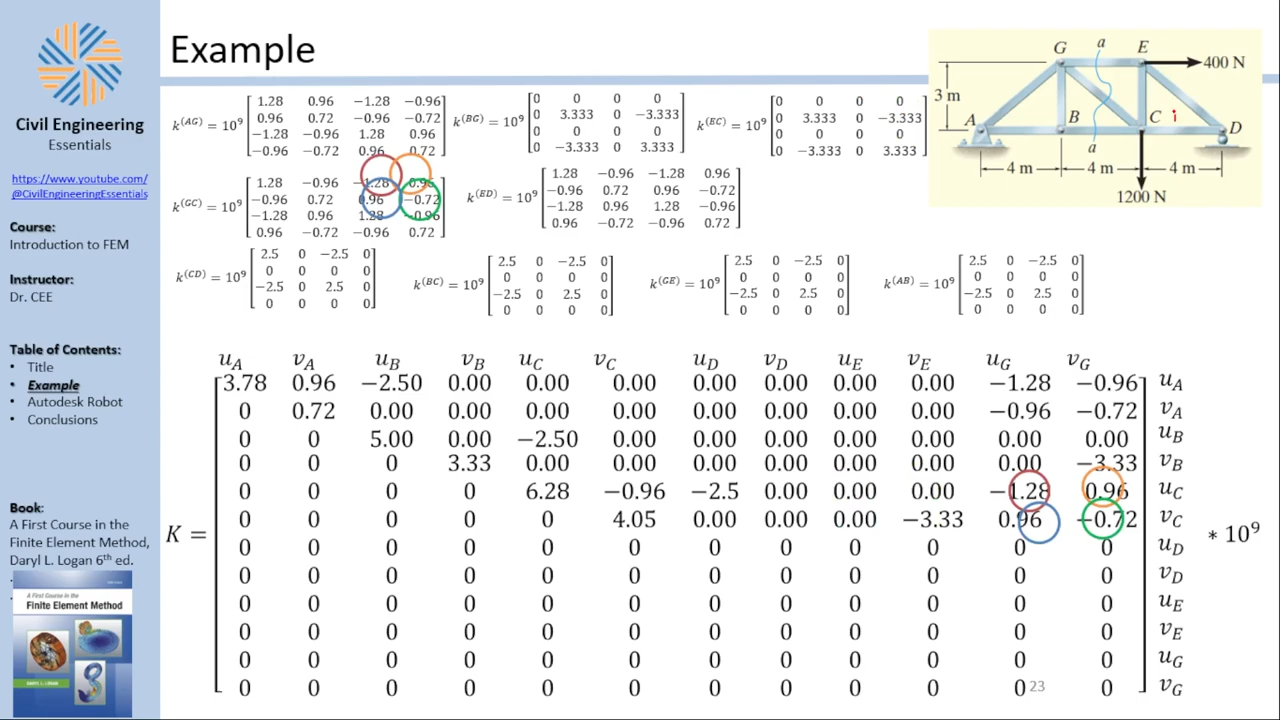 Civil Engineering
Essentials
https://www.youtube.com/
@CivilEngineeringEssentials
Course:
Introduction to FEM
Instructor:
Dr. CEE
Table of Contents:
• Title
• Example
• Autodesk Robot
• Conclusions
Book:
A First Course in the
Finite Element Method,
Daryl L. Logan 6th ed.
A First Course in the
Finite Element Method
DARYL L. LOGAN
Example
k^(AG) = 10^9
1.28 0.96 −1.28 −0.96
0.96 0.72 −0.96 −0.72
−1.28 −0.96 1.28 0.96
−0.96 −0.72 0.96 0.72
k^(BG) = 10^9
0 0 0 0
0 3.333 0 −3.333
0 0 0 0
0 −3.333 0 3.333
k^(EC) = 10^9
0 0 0 0
0 3.333 0 −3.333
0 0 0 0
0 −3.333 0 3.333
k^(GC) = 10^9
1.28 −0.96 −1.28 0.96
−0.96 0.72 0.96 −0.72
−1.28 0.96 1.28 −0.96
0.96 −0.72 −0.96 0.72
k^(ED) = 10^9
1.28 −0.96 −1.28 0.96
−0.96 0.72 0.96 −0.72
−1.28 0.96 1.28 −0.96
0.96 −0.72 −0.96 0.72
k^(CD) = 10^9
2.5 0 −2.5 0
0 0 0 0
−2.5 0 2.5 0
0 0 0 0
k^(BC) = 10^9
2.5 0 −2.5 0
0 0 0 0
−2.5 0 2.5 0
0 0 0 0
k^(GE) = 10^9
2.5 0 −2.5 0
0 0 0 0
−2.5 0 2.5 0
0 0 0 0
k^(AB) = 10^9
2.5 0 −2.5 0
0 0 0 0
−2.5 0 2.5 0
0 0 0 0
G a E
400 N
3 m
A B C i D
a
4 m 4 m 4 m
1200 N
u_A v_A u_B v_B u_C v_C u_D v_D u_E v_E u_G v_G
3.78 0.96 −2.50 0.00 0.00 0.00 0.00 0.00 0.00 0.00 −1.28 −0.96 u_A
0 0.72 0.00 0.00 0.00 0.00 0.00 0.00 0.00 0.00 −0.96 −0.72 v_A
0 0 5.00 0.00 −2.50 0.00 0.00 0.00 0.00 0.00 0.00 0.00 u_B
0 0 0 3.33 0.00 0.00 0.00 0.00 0.00 0.00 0.00 −3.33 v_B
0 0 0 0 6.28 −0.96 −2.5 0.00 0.00 0.00 −1.28 0.96 u_C
K = 0 0 0 0 0 4.05 0.00 0.00 0.00 −3.33 0.96 −0.72 v_C * 10^9
0 0 0 0 0 0 0 0 0 0 0 0 u_D
0 0 0 0 0 0 0 0 0 0 0 0 v_D
0 0 0 0 0 0 0 0 0 0 0 0 u_E
0 0 0 0 0 0 0 0 0 0 0 0 v_E
0 0 0 0 0 0 0 0 0 0 0 0 u_G
0 0 0 0 0 0 0 0 0 0 0 0 v_G
23